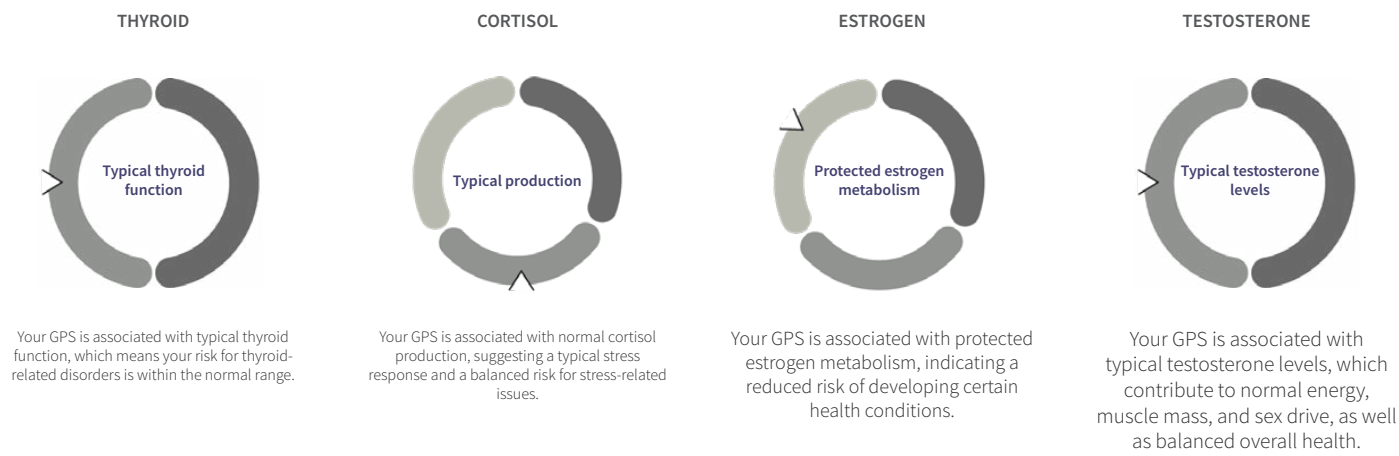 THYROID
Typical thyroid
function
Your GPS is associated with typical thyroid
function, which means your risk for thyroid-
related disorders is within the normal range.
CORTISOL
Typical production
Your GPS is associated with normal cortisol
production, suggesting a typical stress
response and a balanced risk for stress-related
issues.
ESTROGEN
Protected estrogen
metabolism
Your GPS is associated with protected
estrogen metabolism, indicating a
reduced risk of developing certain
health conditions.
TESTOSTERONE
Typical testosterone
levels
Your GPS is associated with
typical testosterone levels, which
contribute to normal energy,
muscle mass, and sex drive, as well
as balanced overall health.